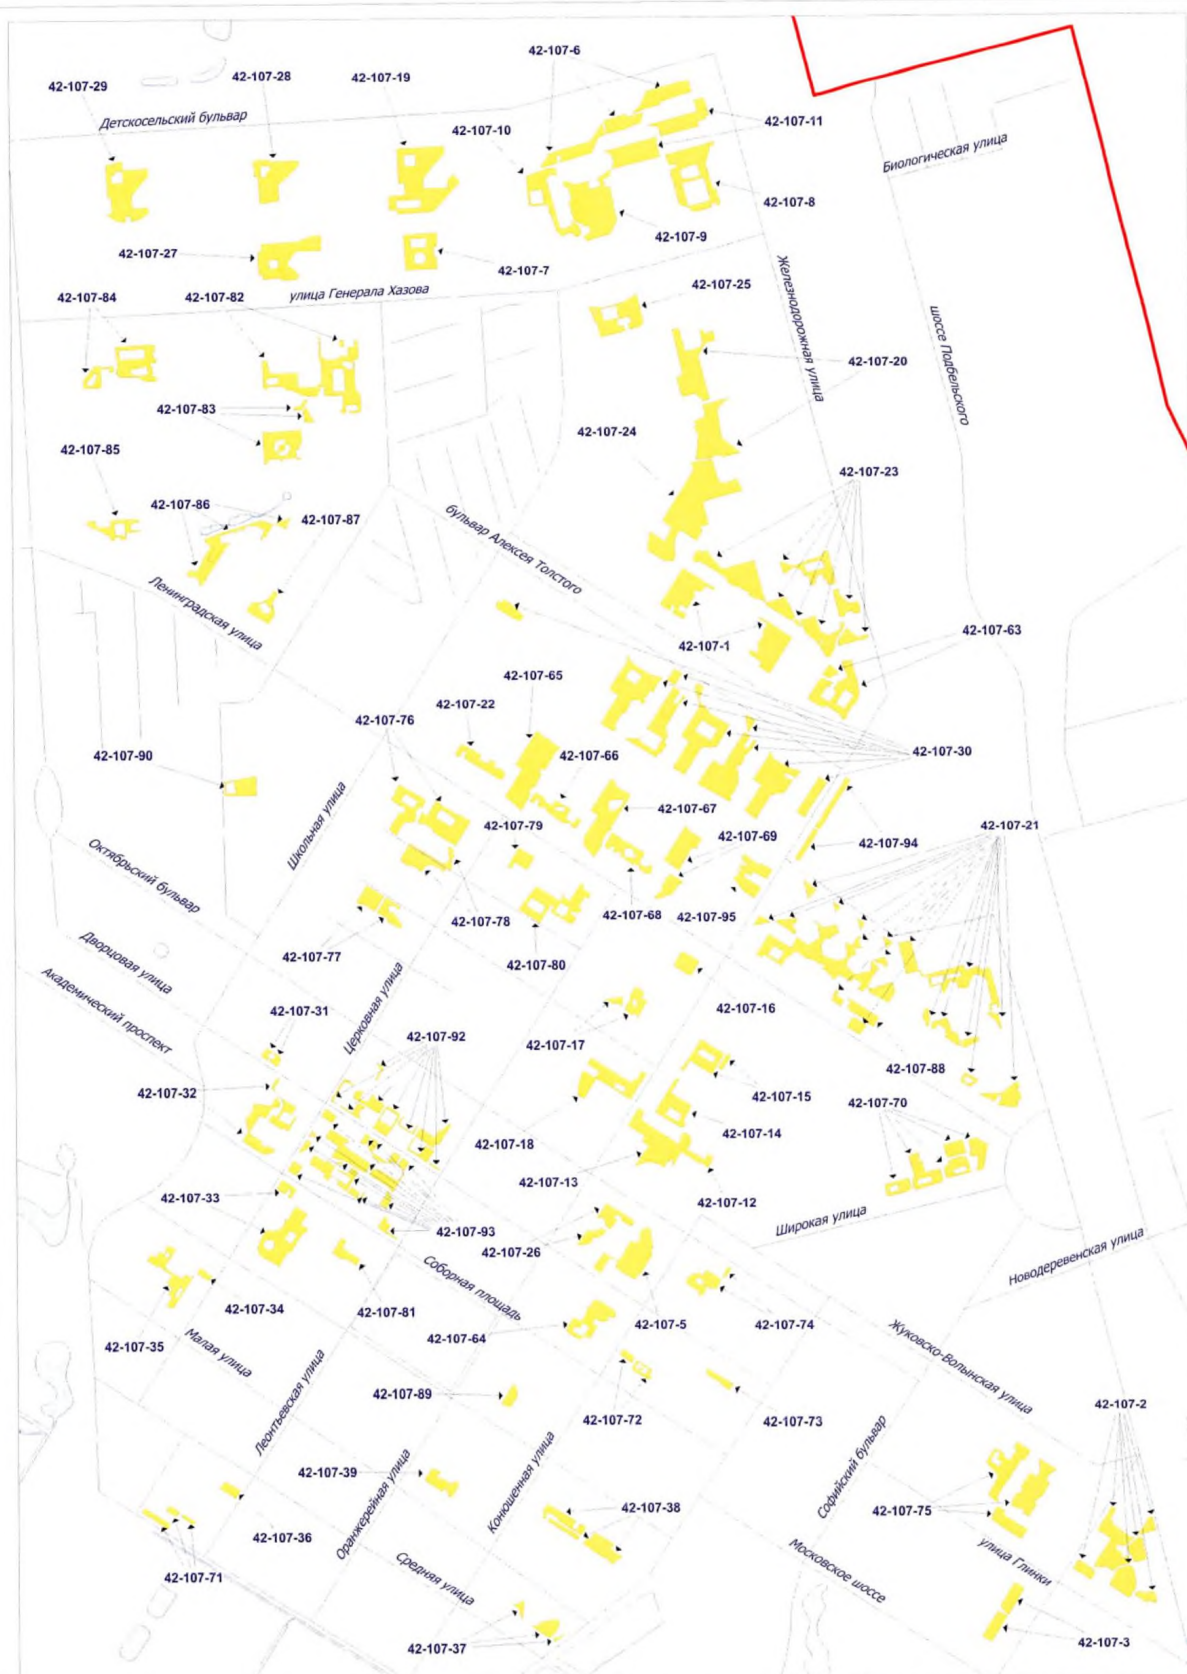 42-107-6
42-107-29
42-107-28
42-107-19
Детскосельский бульвар
42-107-10
42-107-11
Биологическая улица
42-107-8
42-107-9
42-107-27
42-107-7
42-107-25
улица Генерала Хазова
42-107-84
42-107-82
Железнодорожная улица
шоссе Подбельского
42-107-20
42-107-83
42-107-24
42-107-85
42-107-23
42-107-86
42-107-87
бульвар Алексея Толстого
Ленинградская улица
42-107-63
42-107-1
42-107-65
42-107-22
42-107-76
42-107-66
42-107-30
42-107-90
42-107-67
Школьная улица
42-107-79
42-107-69
42-107-21
42-107-94
Октябрьский бульвар
42-107-78
42-107-68
42-107-95
Дворцовая улица
42-107-77
42-107-80
Академический проспект
Церковная улица
42-107-31
42-107-16
42-107-92
42-107-17
42-107-88
42-107-32
42-107-15
42-107-70
42-107-14
42-107-18
42-107-13
42-107-33
42-107-12
Широкая улица
42-107-93
42-107-26
Новодеревенская улица
Соборная площадь
42-107-34
42-107-81
42-107-5
42-107-74
42-107-64
42-107-35
Малая улица
Жуковско-Волынская улица
42-107-89
42-107-2
Леонтьевская улица
42-107-72
42-107-73
42-107-39
Оранжерейная улица
Конюшенная улица
Софийский бульвар
42-107-38
42-107-75
42-107-36
42-107-71
Средняя улица
Московское шоссе
улица Глинки
42-107-37
42-107-3